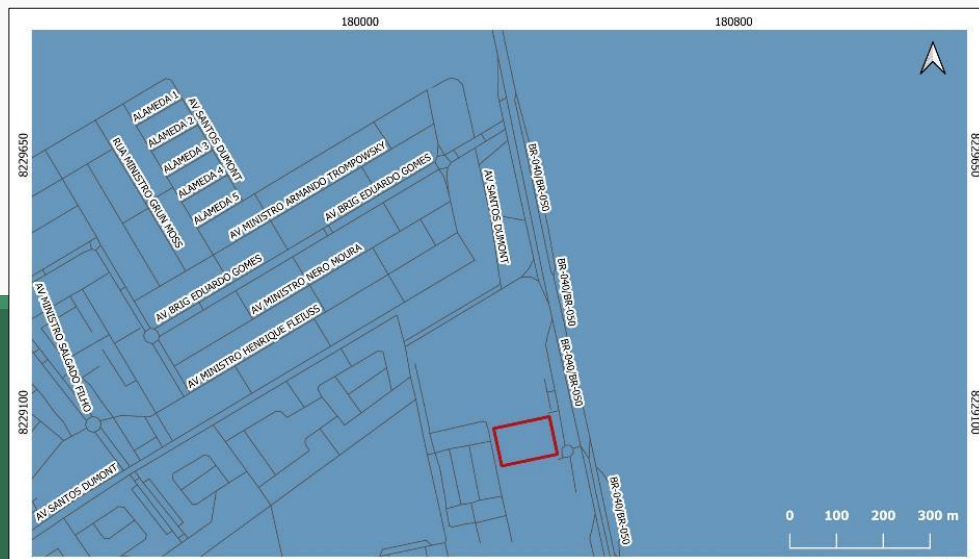 180000
180800
8229650
8229650
8229100
8229100
ALAMEDA 1
ALAMEDA 2
ALAMEDA 3
ALAMEDA 4
ALAMEDA 5
AV SANTOS DUMONT
RUA MINISTRO GRUN MOSS
AV MINISTRO ARMANDO TROMPOWSKY
AV BRIG EDUARDO GOMES
AV SANTOS DUMONT
BR-040/BR-050
AV BRIG EDUARDO GOMES
AV MINISTRO NERO MOURA
BR-040/BR-050
AV MINISTRO SALGADO FILHO
AV MINISTRO HENRIQUE FLEIUSS
BR-040/BR-050
AV SANTOS DUMONT
BR-040/BR-050
0 100 200 300 m